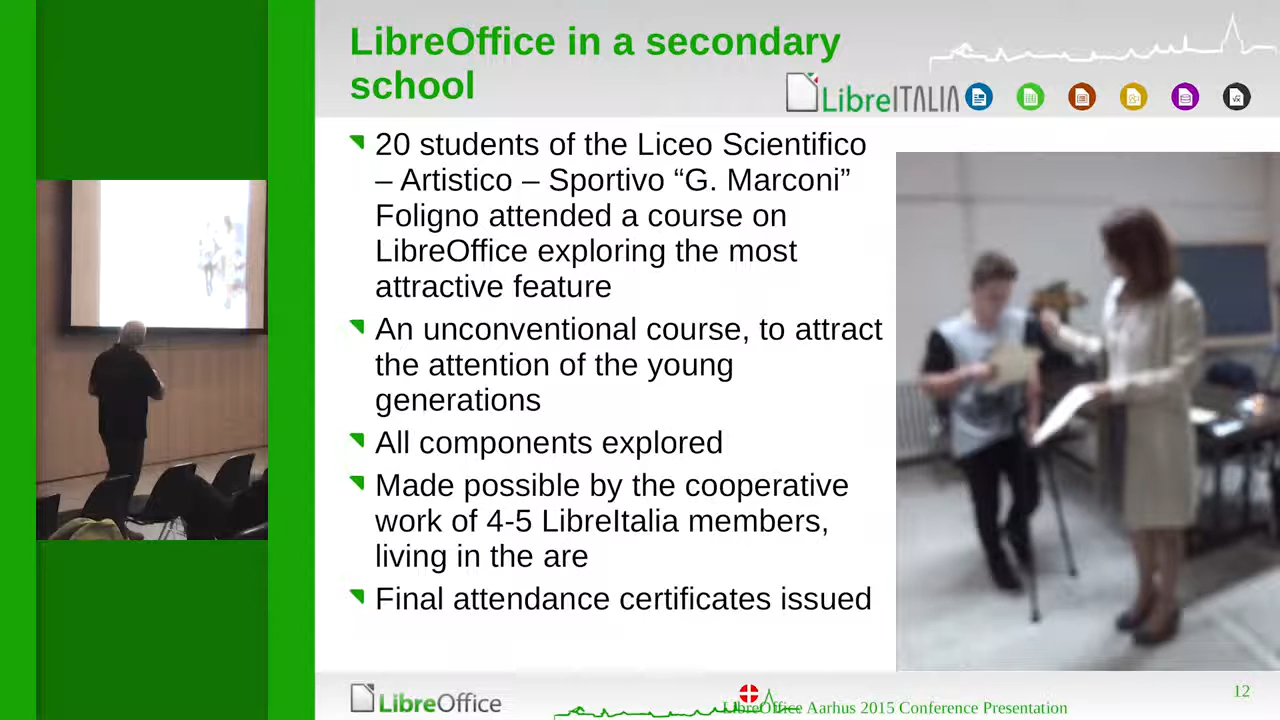 LibreOffice in a secondary
school
LibreITALIA
20 students of the Liceo Scientifico
– Artistico – Sportivo “G. Marconi”
Foligno attended a course on
LibreOffice exploring the most
attractive feature
An unconventional course, to attract
the attention of the young
generations
All components explored
Made possible by the cooperative
work of 4-5 LibreItalia members,
living in the are
Final attendance certificates issued
LibreOffice
LibreOffice Aarhus 2015 Conference Presentation
12